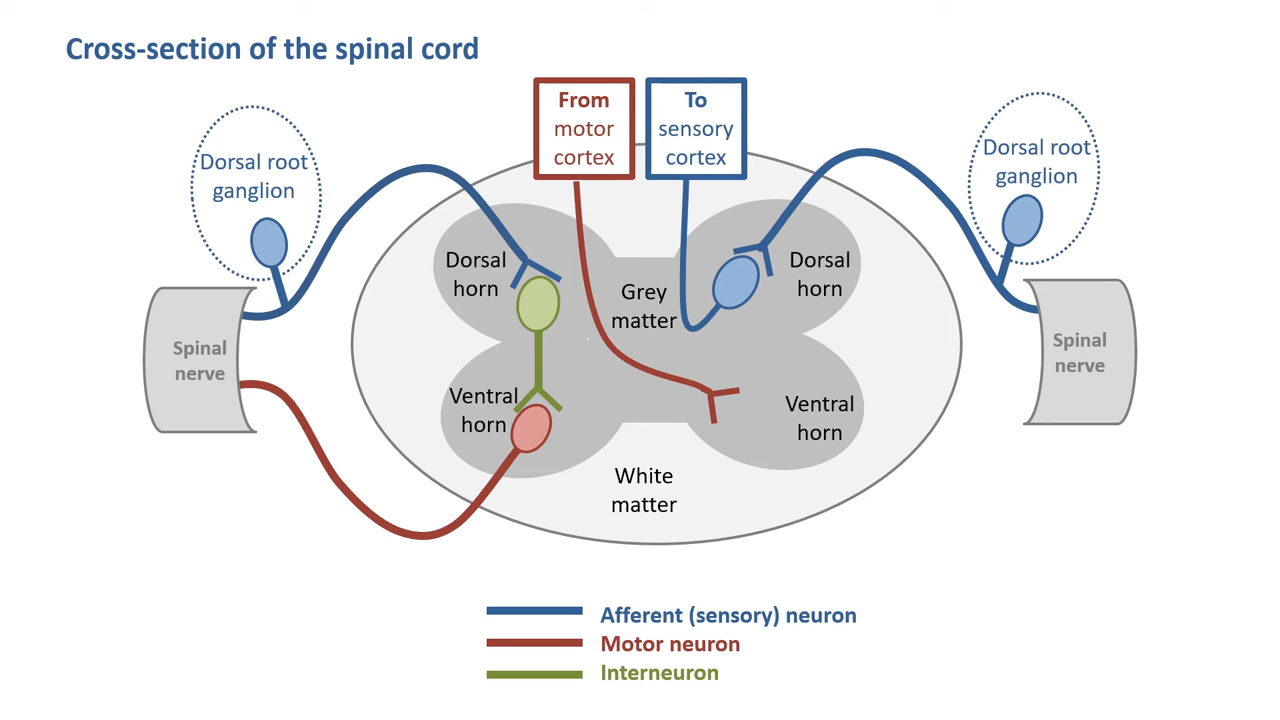 Cross-section of the spinal cord
From
motor
cortex
To
sensory
cortex
Dorsal root
ganglion
Dorsal root
ganglion
Dorsal
horn
Grey
matter
Dorsal
horn
Spinal
nerve
Spinal
nerve
Ventral
horn
Ventral
horn
White
matter
Afferent (sensory) neuron
Motor neuron
Interneuron